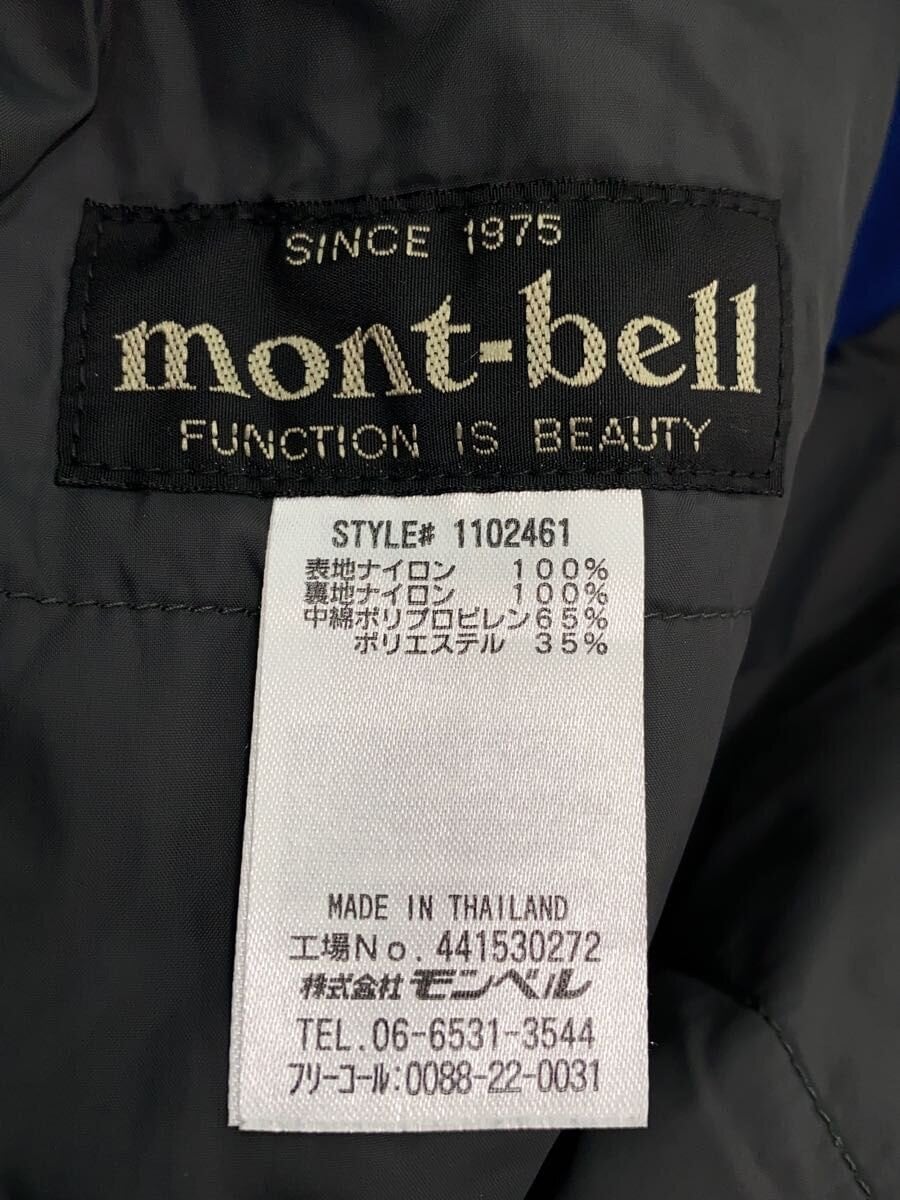 SINCE 1975
mont-bell
FUNCTION IS BEAUTY
STYLE# 1102461
表地ナイロン 100%
裏地ナイロン 100%
中綿ポリプロピレン65%
ポリエステル 35%
MADE IN THAILAND
工場No. 441530272
株式会社 モンベル
TEL. 06-6531-3544
フリーコール:0088-22-0031